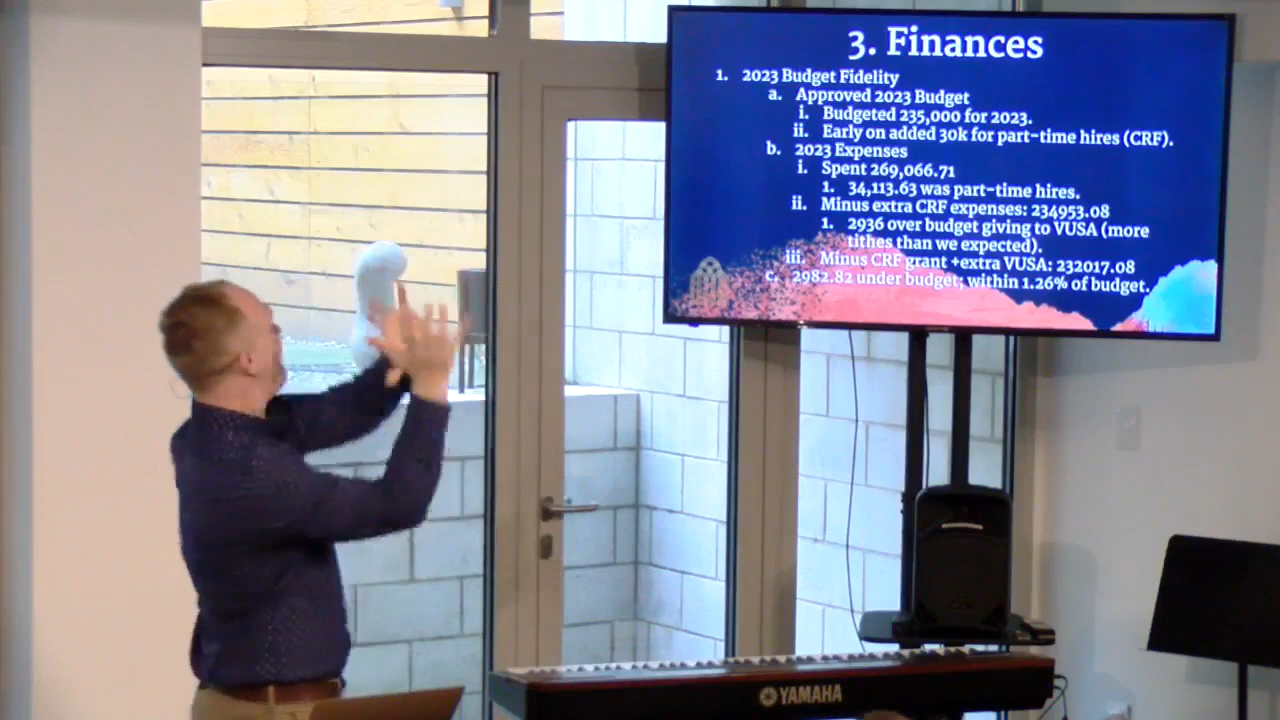 3. Finances
1. 2023 Budget Fidelity
a. Approved 2023 Budget
i. Budgeted 235,000 for 2023.
ii. Early on added 30k for part-time hires (CRF).
b. 2023 Expenses
i. Spent 269,066.71
1. 34,113.63 was part-time hires.
ii. Minus extra CRF expenses: 234953.08
1. 2936 over budget giving to VUSA (more
tithes than we expected).
iii. Minus CRF grant +extra VUSA: 232017.08
c. 2982.82 under budget; within 1.26% of budget.
YAMAHA